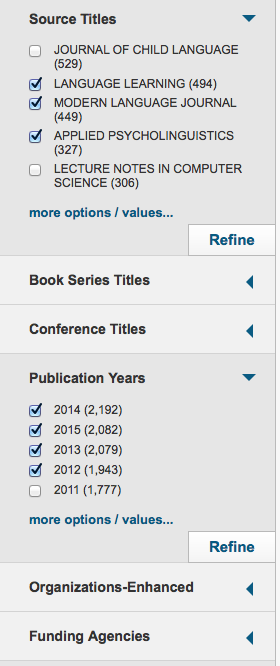 Source Titles
JOURNAL OF CHILD LANGUAGE
(529)
LANGUAGE LEARNING (494)
MODERN LANGUAGE JOURNAL
(449)
APPLIED PSYCHOLINGUISTICS
(327)
LECTURE NOTES IN COMPUTER
SCIENCE (306)
more options / values...
Refine
Book Series Titles
Conference Titles
Publication Years
2014 (2,192)
2015 (2,082)
2013 (2,079)
2012 (1,943)
2011 (1,777)
more options / values...
Refine
Organizations-Enhanced
Funding Agencies